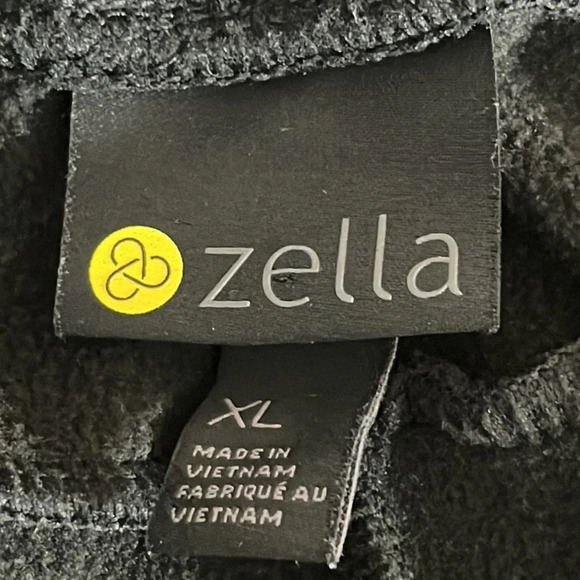 zella
XL
MADE IN
VIETNAM
FABRIQUÉ AU
VIETNAM